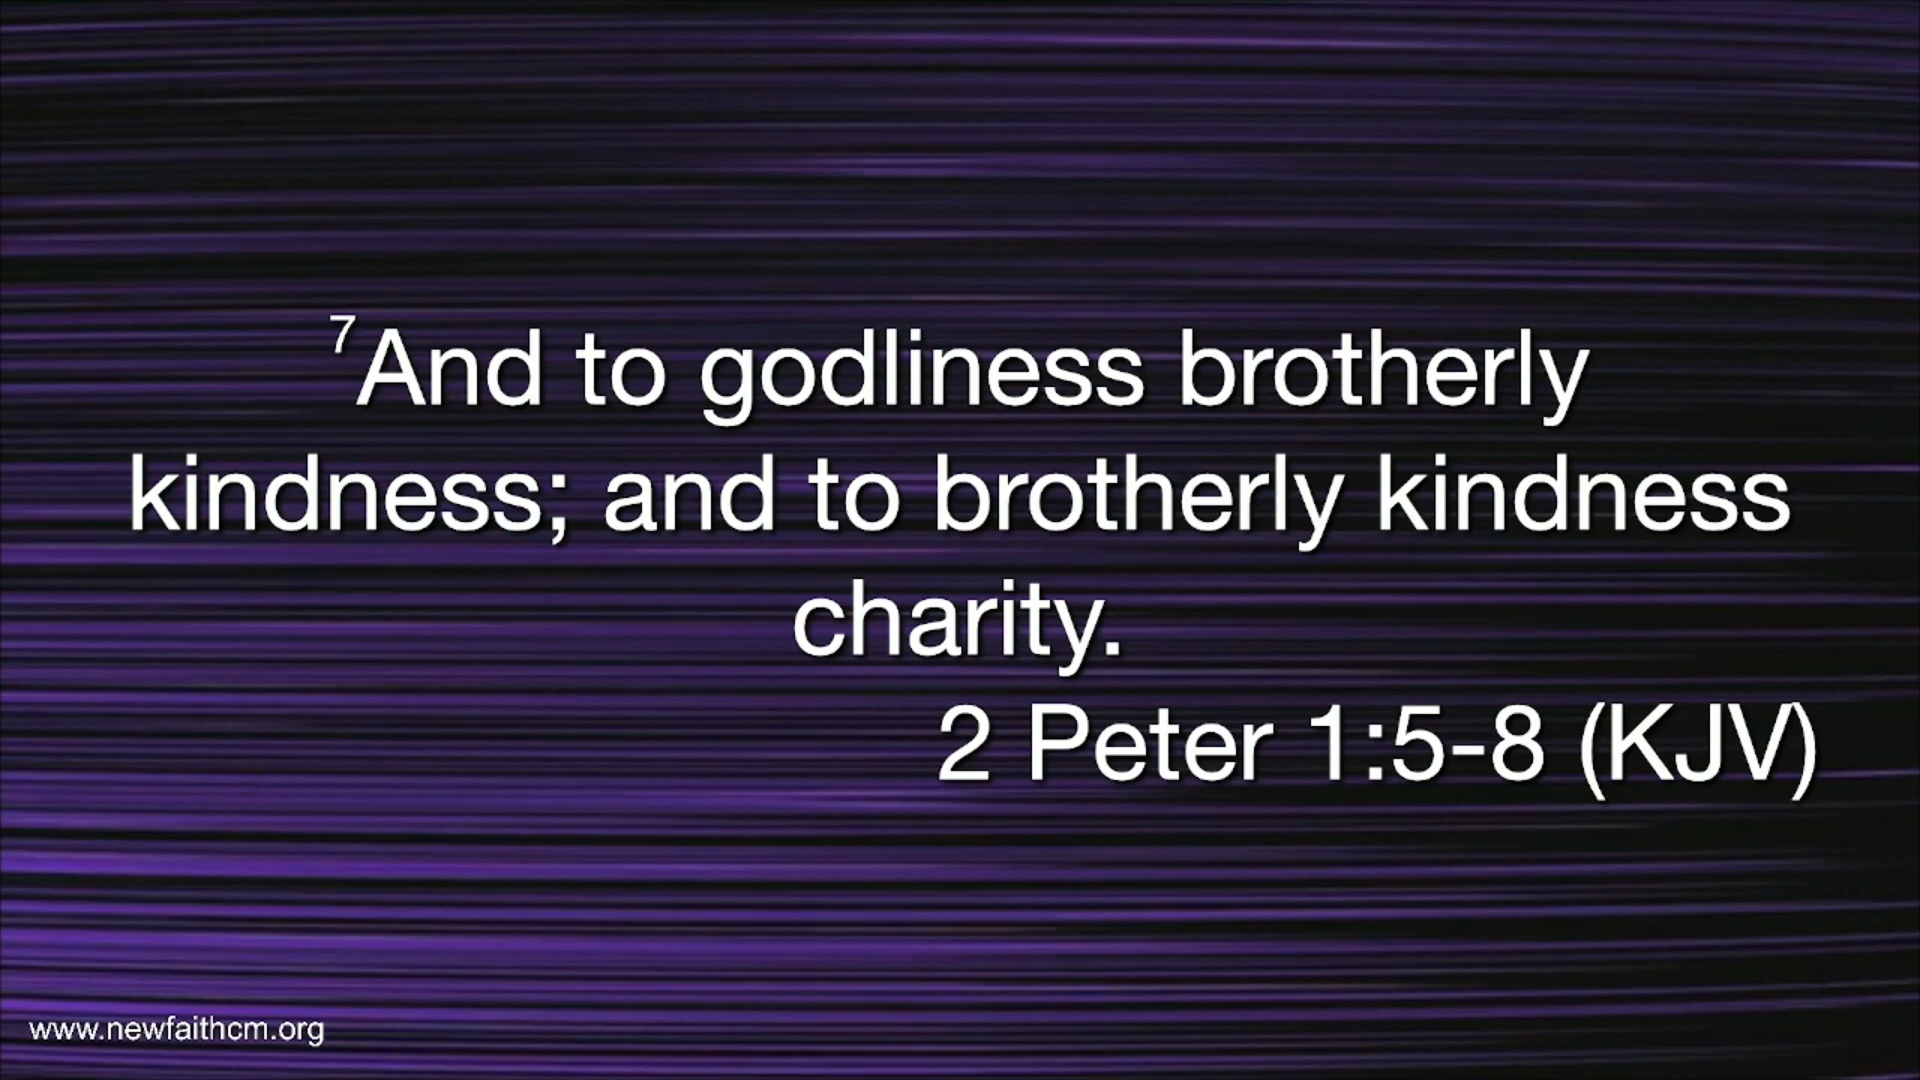 ⁷And to godliness brotherly
kindness; and to brotherly kindness
charity.
2 Peter 1:5-8 (KJV)
www.newfaithcm.org